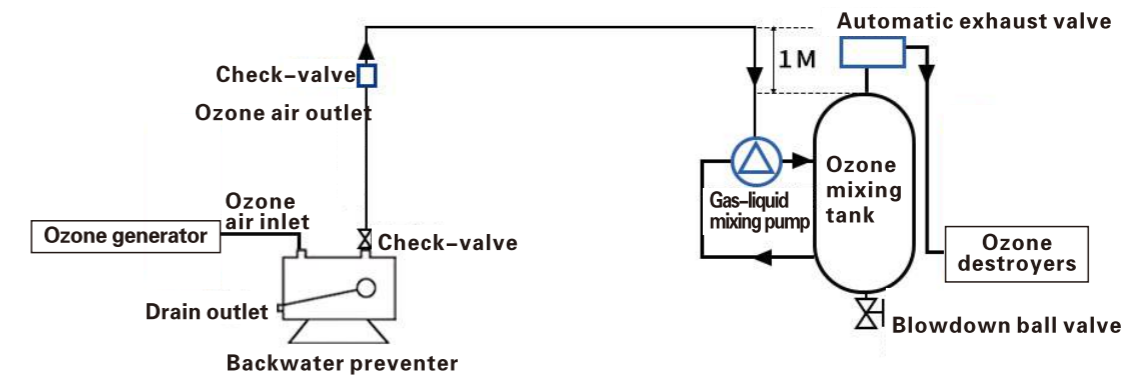 Automatic exhaust valve
1M
Check-valve
Ozone air outlet
Ozone
mixing
tank
Ozone
air inlet
Gas-liquid
mixing pump
Ozone generator
Check-valve
Ozone
destroyers
Drain outlet
Blowdown ball valve
Backwater preventer